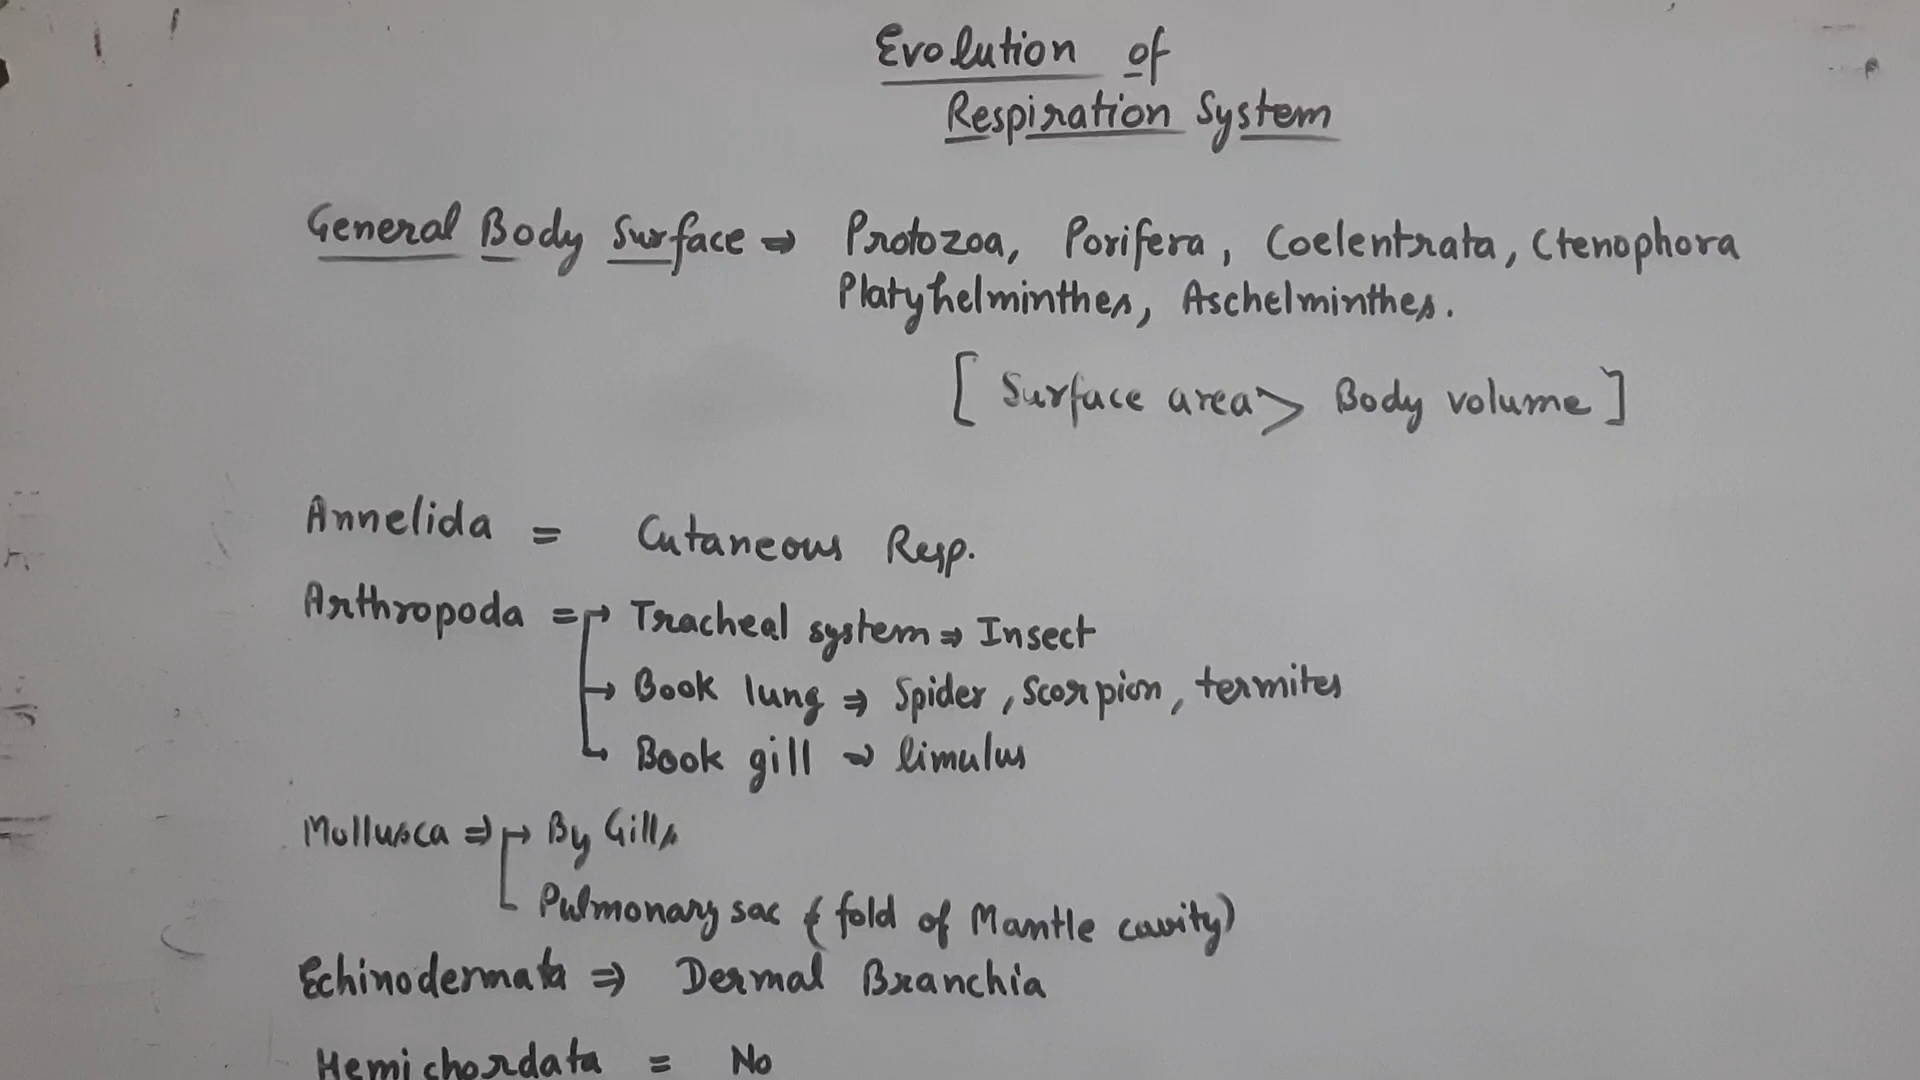 Evolution of
Respiration System
General Body Surface ⇒ Protozoa, Porifera, Coelentrata, Ctenophora
Platyhelminthes, Aschelminthes.
[ Surface area > Body volume ]
Annelida = Cutaneous Resp.
Arthropoda = → Tracheal system ⇒ Insect
→ Book lung ⇒ Spider, Scorpion, termites
→ Book gill ⇒ limulus
Mollusca ⇒ → By Gills
Pulmonary sac ( fold of Mantle cavity)
Echinodermata ⇒ Dermal Branchia
Hemichordata = No